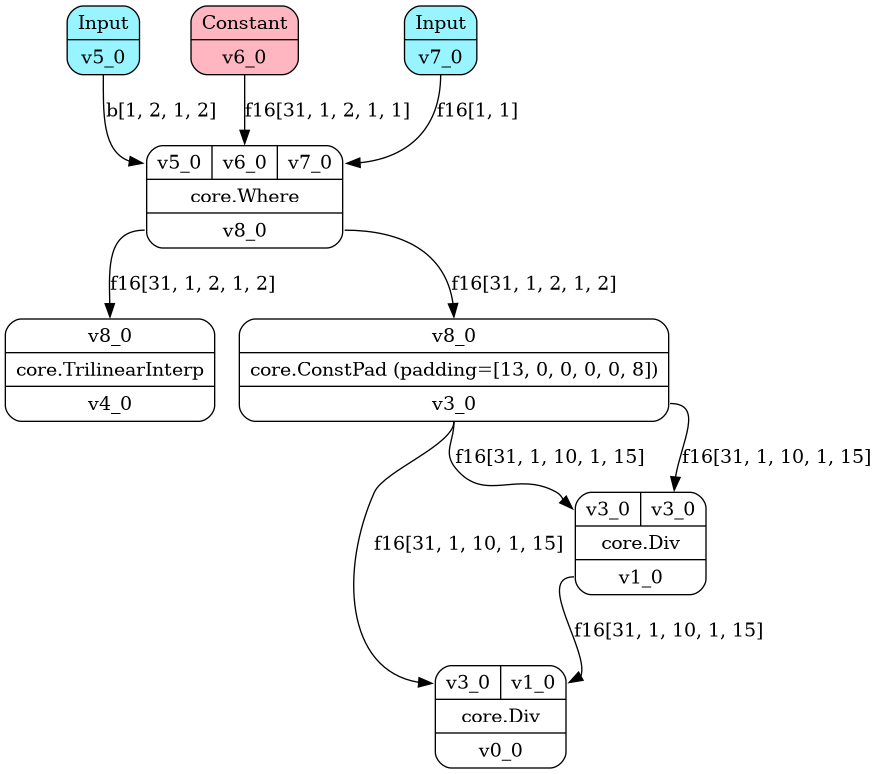 Input
v5_0
Constant
v6_0
Input
v7_0
b[1, 2, 1, 2]
f16[31, 1, 2, 1, 1]
f16[1, 1]
v5_0 v6_0 v7_0
core.Where
v8_0
f16[31, 1, 2, 1, 2]
f16[31, 1, 2, 1, 2]
v8_0
core.TrilinearInterp
v4_0
v8_0
core.ConstPad (padding=[13, 0, 0, 0, 0, 8])
v3_0
f16[31, 1, 10, 1, 15]
f16[31, 1, 10, 1, 15]
v3_0 v3_0
core.Div
v1_0
f16[31, 1, 10, 1, 15]
f16[31, 1, 10, 1, 15]
v3_0 v1_0
core.Div
v0_0